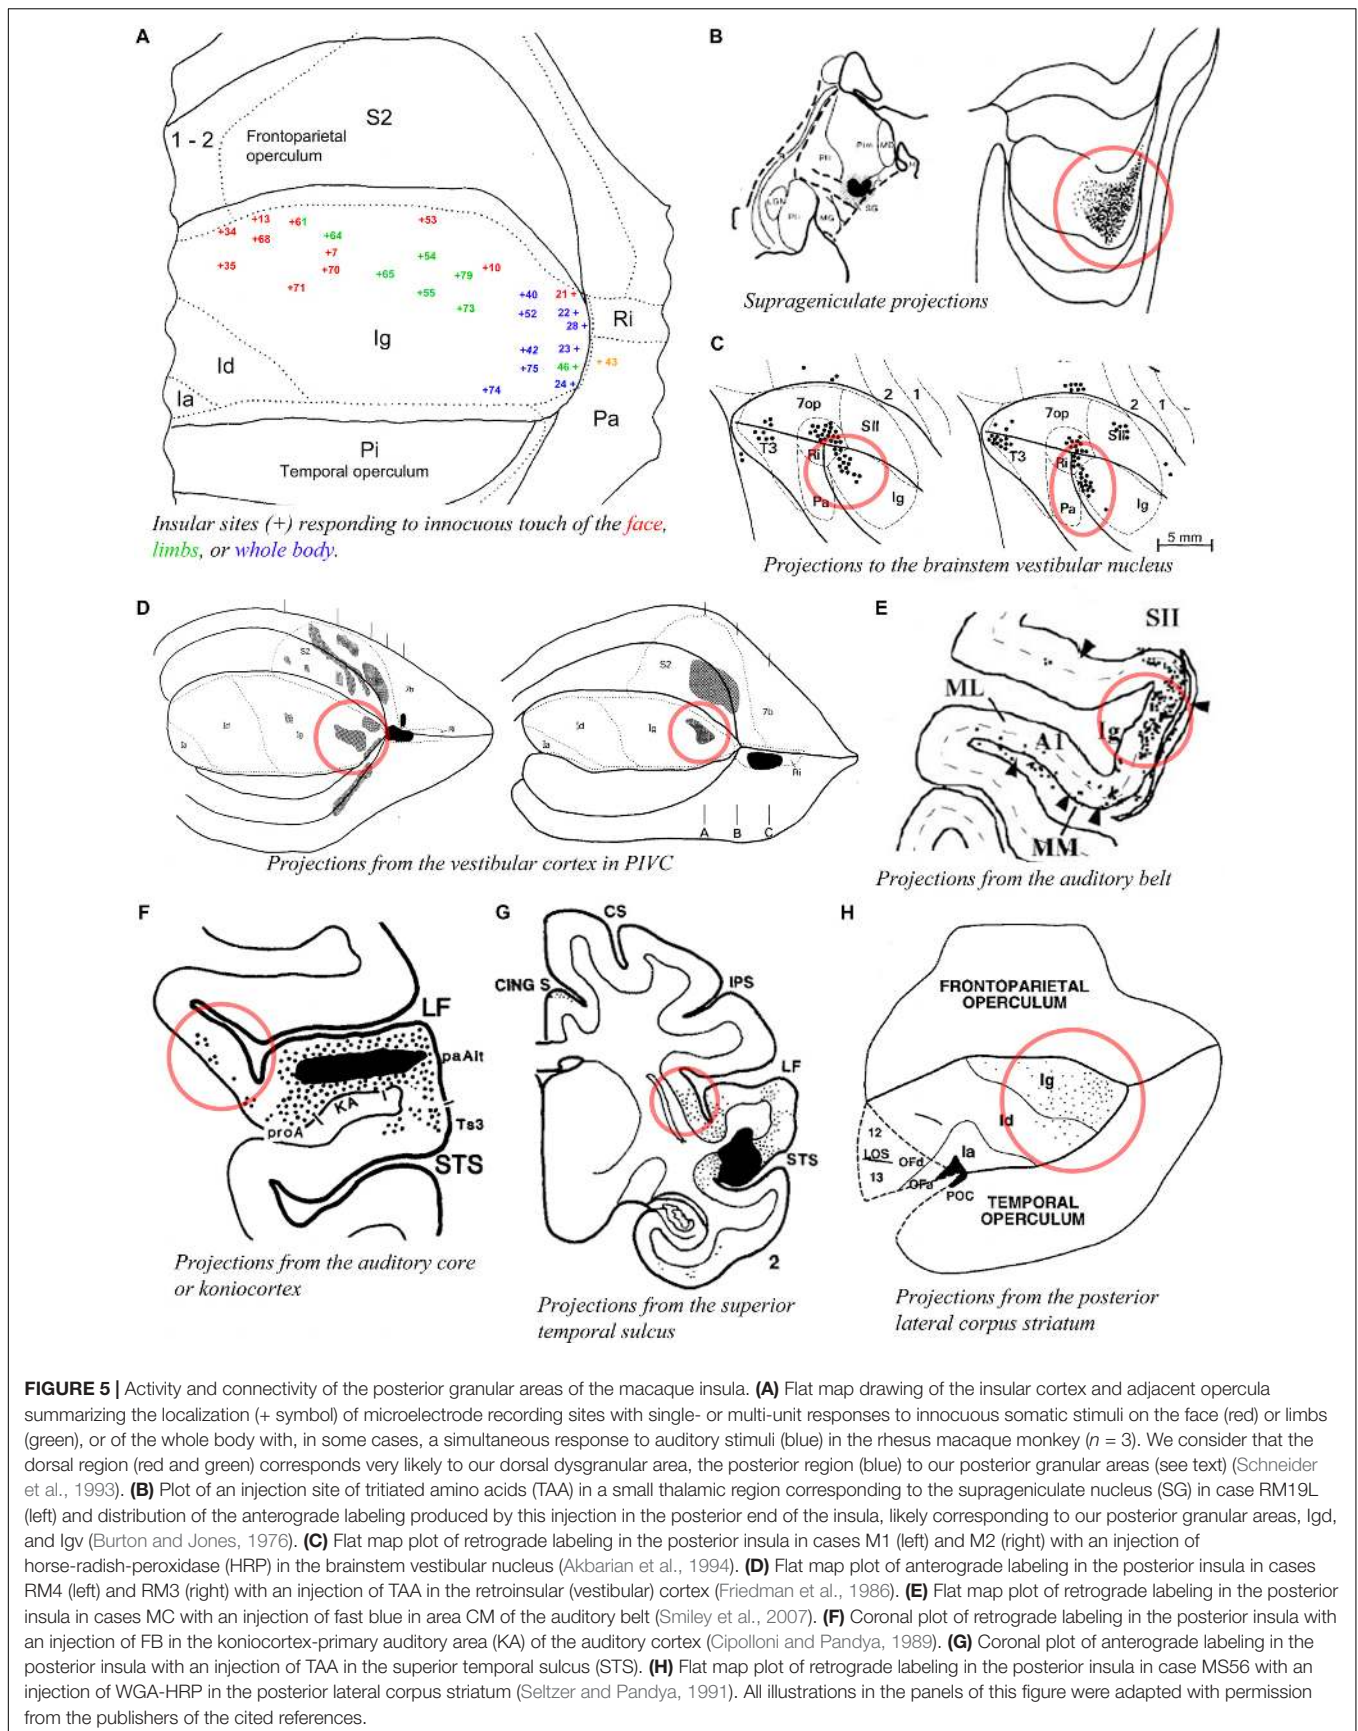 A
S2
1 - 2
Frontoparietal
operculum
+13
+61
+53
+34
+68
+64
+7
+54
+35
+70
+65
+79
+10
+71
+55
+40
21 +
+73
+52
22 +
28 +
Ri
Ig
+42
23 +
+43
Id
+75
46 +
+74
24 +
Ia
Pa
Pi
Temporal operculum
Insular sites (+) responding to innocuous touch of the face,
limbs, or whole body.
B
MD
SG
LGN
MG
Suprageniculate projections
C
7op
2
1
SII
T3
Ri
Ig
Pa
7op
2
1
SII
T3
Ri
Ig
Pa
5 mm
Projections to the brainstem vestibular nucleus
D
S2
7b
Id
Ig
Ia
S2
7b
Id
Ig
Ia
Ri
A B C
Projections from the vestibular cortex in PIVC
E
SII
ML
Ig
AI
MM
Projections from the auditory belt
F
LF
paAlt
KA
proA
Ts3
STS
Projections from the auditory core
or koniocortex
G
CS
CING S
IPS
LF
STS
2
Projections from the superior
temporal sulcus
H
FRONTOPARIETAL
OPERCULUM
Ig
Id
12
LOS
OFd
Ia
13
OFa
POC
TEMPORAL
OPERCULUM
Projections from the posterior
lateral corpus striatum
FIGURE 5 | Activity and connectivity of the posterior granular areas of the macaque insula. (A) Flat map drawing of the insular cortex and adjacent opercula
summarizing the localization (+ symbol) of microelectrode recording sites with single- or multi-unit responses to innocuous somatic stimuli on the face (red) or limbs
(green), or of the whole body with, in some cases, a simultaneous response to auditory stimuli (blue) in the rhesus macaque monkey (n = 3). We consider that the
dorsal region (red and green) corresponds very likely to our dorsal dysgranular area, the posterior region (blue) to our posterior granular areas (see text) (Schneider
et al., 1993). (B) Plot of an injection site of tritiated amino acids (TAA) in a small thalamic region corresponding to the suprageniculate nucleus (SG) in case RM19L
(left) and distribution of the anterograde labeling produced by this injection in the posterior end of the insula, likely corresponding to our posterior granular areas, Igd,
and Igv (Burton and Jones, 1976). (C) Flat map plot of retrograde labeling in the posterior insula in cases M1 (left) and M2 (right) with an injection of
horse-radish-peroxidase (HRP) in the brainstem vestibular nucleus (Akbarian et al., 1994). (D) Flat map plot of anterograde labeling in the posterior insula in cases
RM4 (left) and RM3 (right) with an injection of TAA in the retroinsular (vestibular) cortex (Friedman et al., 1986). (E) Flat map plot of retrograde labeling in the posterior
insula in cases MC with an injection of fast blue in area CM of the auditory belt (Smiley et al., 2007). (F) Coronal plot of retrograde labeling in the posterior insula with
an injection of FB in the koniocortex-primary auditory area (KA) of the auditory cortex (Cipolloni and Pandya, 1989). (G) Coronal plot of anterograde labeling in the
posterior insula with an injection of TAA in the superior temporal sulcus (STS). (H) Flat map plot of retrograde labeling in the posterior insula in case MS56 with an
injection of WGA-HRP in the posterior lateral corpus striatum (Seltzer and Pandya, 1991). All illustrations in the panels of this figure were adapted with permission
from the publishers of the cited references.